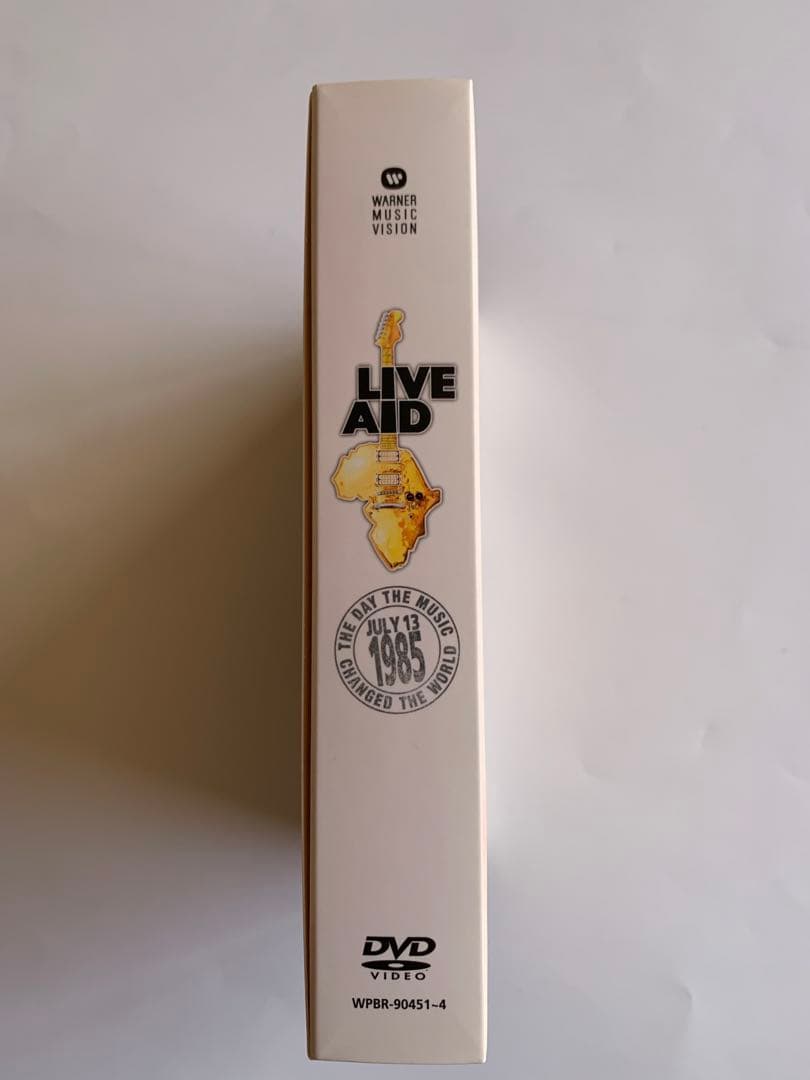 WARNER
MUSIC
VISION
LIVE
AID
THE DAY THE MUSIC
JULY 13
1985
CHANGED THE WORLD
DVD
VIDEO
WPBR-90451~4